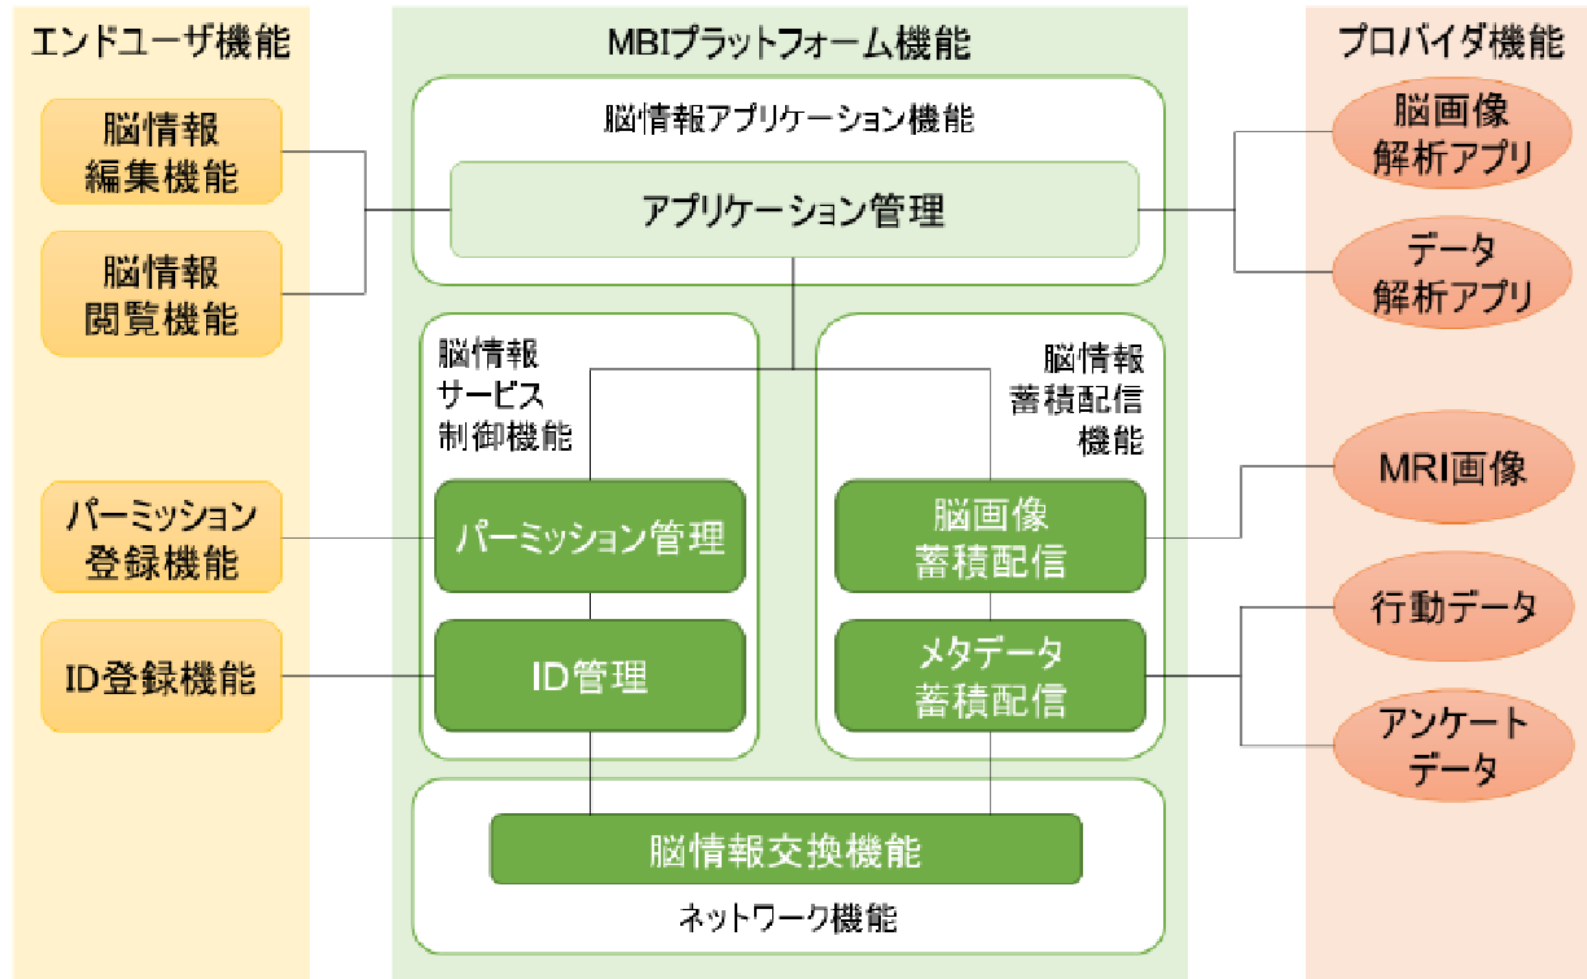 エンドユーザ機能
脳情報
編集機能
脳情報
閲覧機能
パーミッション
登録機能
ID登録機能
MBIプラットフォーム機能
脳情報アプリケーション機能
アプリケーション管理
脳情報
サービス
制御機能
パーミッション管理
ID管理
脳情報
蓄積配信
機能
脳画像
蓄積配信
メタデータ
蓄積配信
脳情報交換機能
ネットワーク機能
プロバイダ機能
脳画像
解析アプリ
データ
解析アプリ
MRI画像
行動データ
アンケート
データ